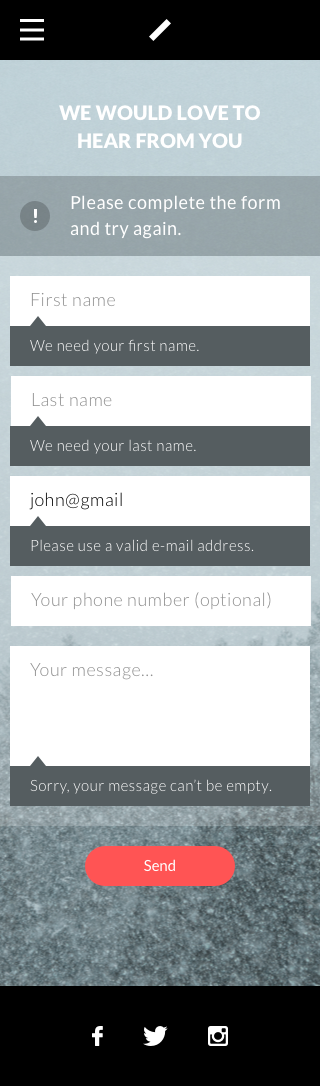 WE WOULD LOVE TO
HEAR FROM YOU
Please complete the form
and try again.
First name
We need your first name.
Last name
We need your last name.
john@gmail
Please use a valid e-mail address.
Your phone number (optional)
Your message...
Sorry, your message can't be empty.
Send